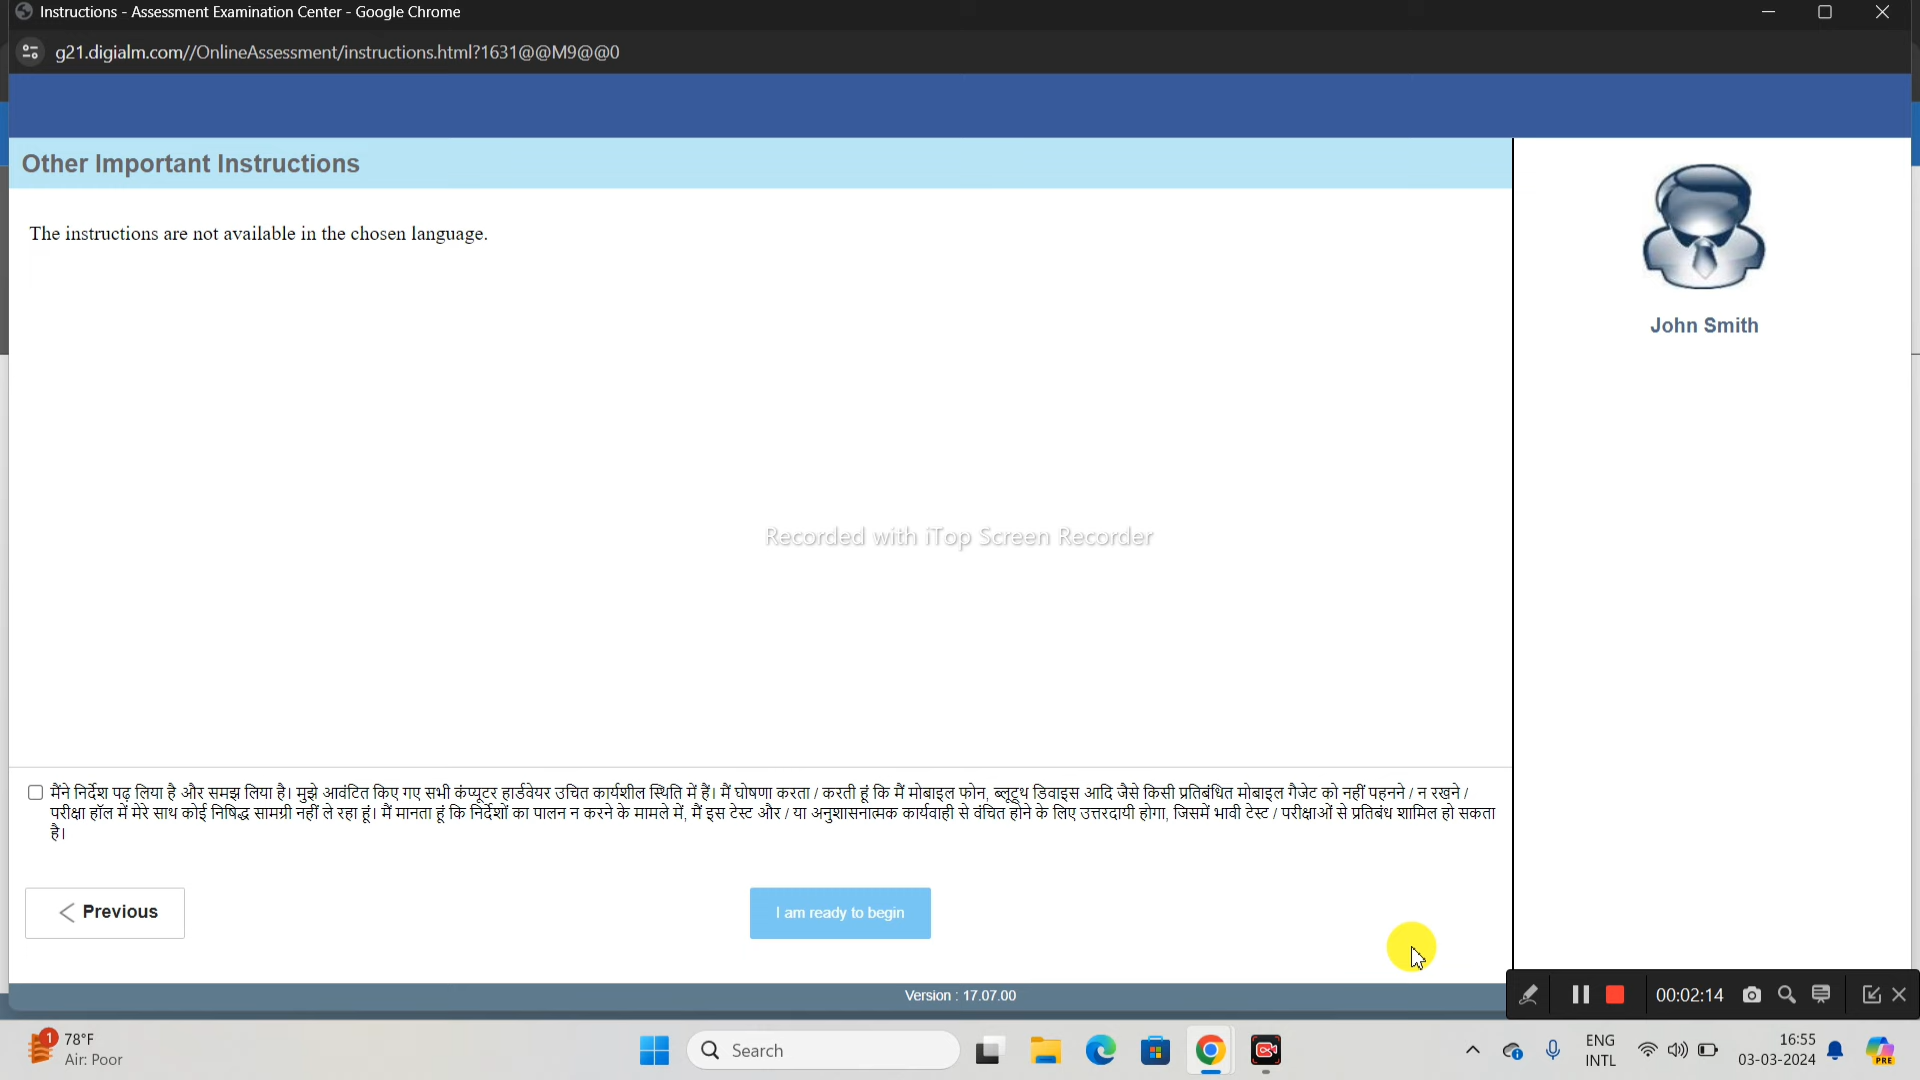 Instructions - Assessment Examination Center - Google Chrome
g21.digialm.com//OnlineAssessment/instructions.html?1631@@M9@@0
Other Important Instructions
The instructions are not available in the chosen language.
John Smith
Recorded with iTop Screen Recorder
मैंने निर्देश पढ़ लिया है और समझ लिया है। मुझे आवंटित किए गए सभी कंप्यूटर हार्डवेयर उचित कार्यशील स्थिति में हैं। मैं घोषणा करता / करती हूं कि मैं मोबाइल फोन, ब्लूटूथ डिवाइस आदि जैसे किसी प्रतिबंधित मोबाइल गैजेट को नहीं पहनने / न रखने /
परीक्षा हॉल में मेरे साथ कोई निषिद्ध सामग्री नहीं ले रहा हूं। मैं मानता हूं कि निर्देशों का पालन न करने के मामले में, मैं इस टेस्ट और / या अनुशासनात्मक कार्यवाही से वंचित होने के लिए उत्तरदायी होगा, जिसमें भावी टेस्ट / परीक्षाओं से प्रतिबंध शामिल हो सकता
है।
Previous
I am ready to begin
Version : 17.07.00
00:02:14
1
78°F
Air: Poor
Search
ENG
INTL
16:55
03-03-2024
PRE